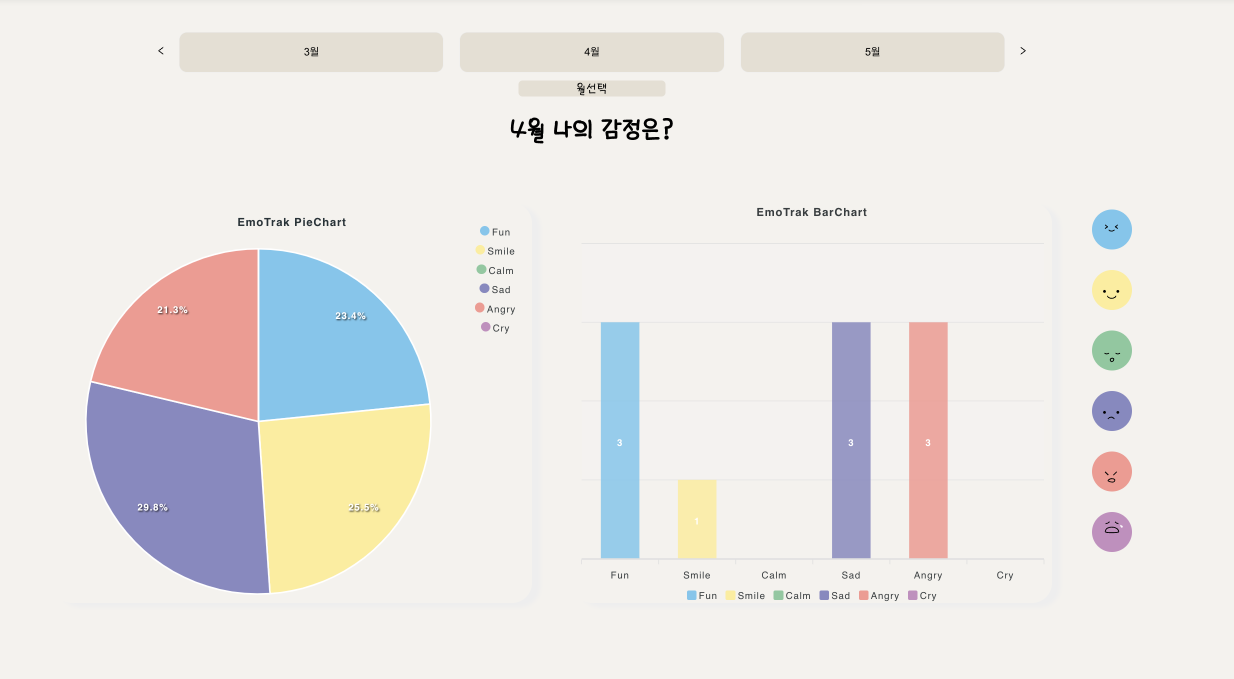 < 3월 4월 5월 >
월선택
4월 나의 감정은?
EmoTrak PieChart
Fun
Smile
Calm
Sad
Angry
Cry
21.3%
23.4%
29.8%
25.5%
EmoTrak BarChart
3
1
3
3
Fun Smile Calm Sad Angry Cry
Fun Smile Calm Sad Angry Cry